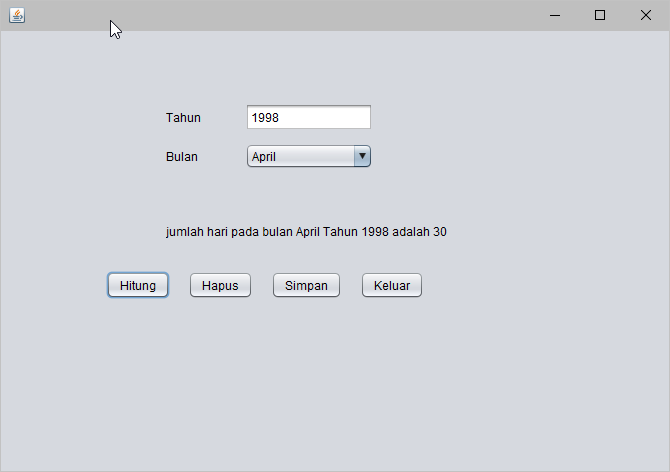 Tahun 1998
Bulan April
jumlah hari pada bulan April Tahun 1998 adalah 30
Hitung Hapus Simpan Keluar